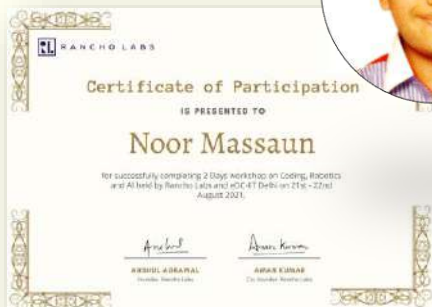 RANCHO LABS
Certificate of Participation
IS PRESENTED TO
Noor Massaun
for successfully completing 2 Days workshop on Coding, Robotics
and AI held by Rancho Labs and eDC IIT Delhi on 21st - 22nd
August 2021.
ANSHUL AGRAWAL
AMAN KUMAR
Founder, Rancho Labs
Co-founder Rancho Labs